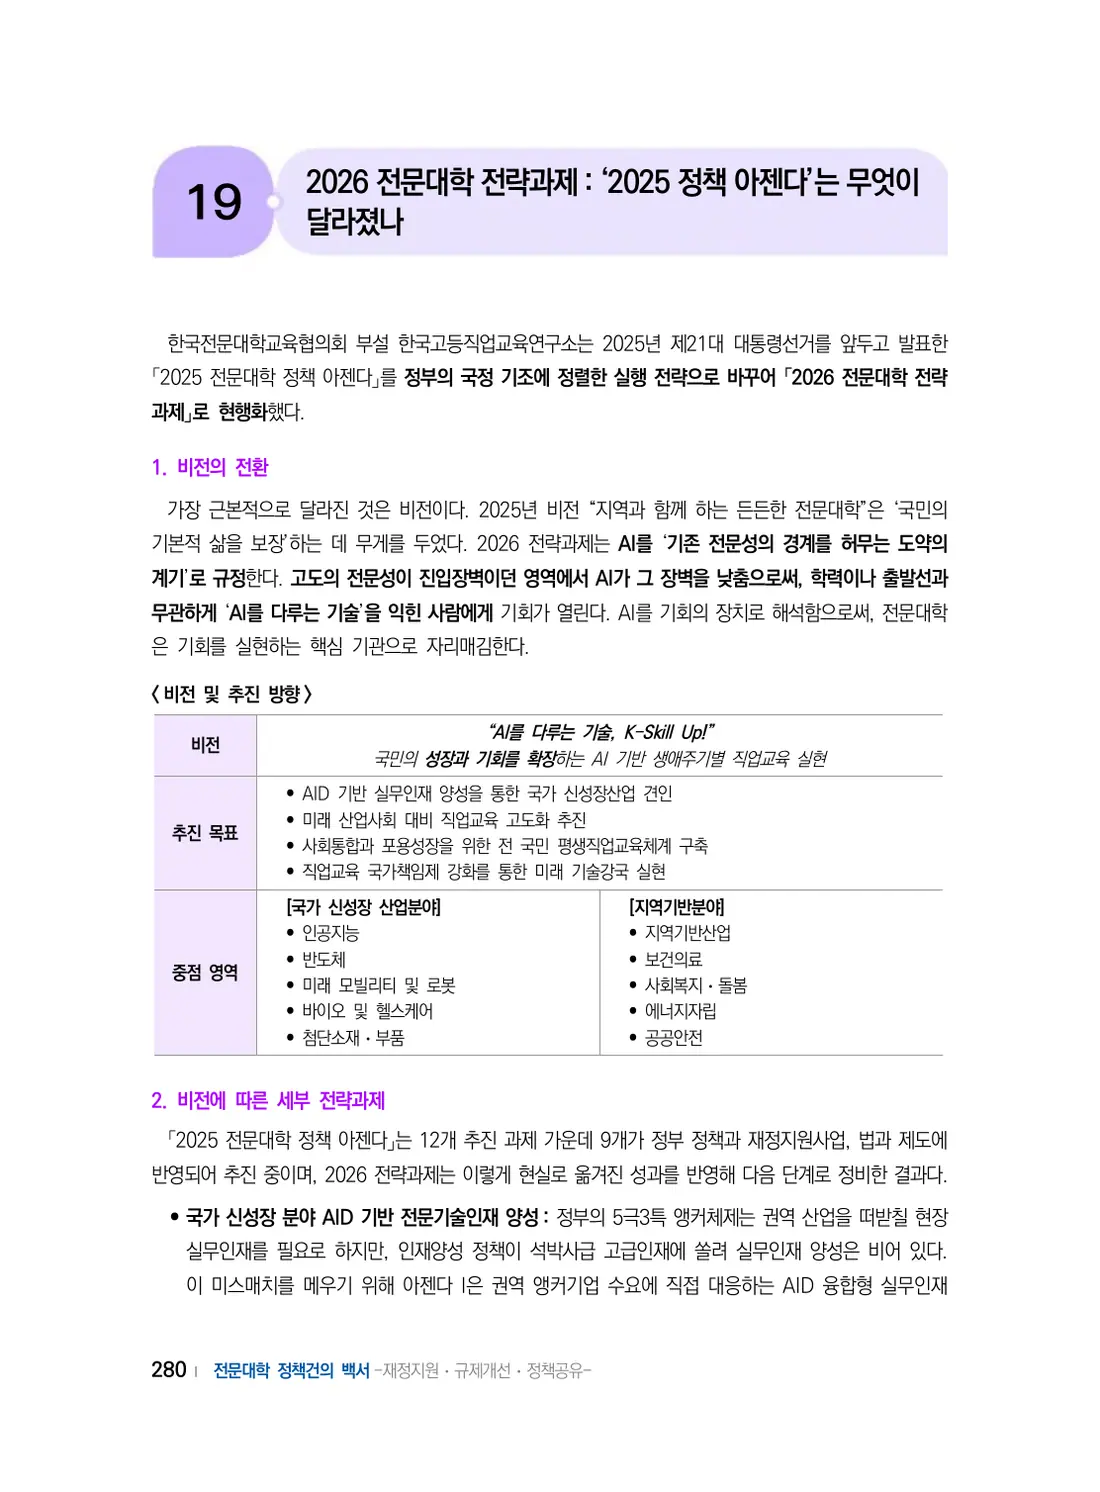 19
2026 전문대학 전략과제 : ‘2025 정책 아젠다’는 무엇이
달라졌나
한국전문대학교육협의회 부설 한국고등직업교육연구소는 2025년 제21대 대통령선거를 앞두고 발표한
「2025 전문대학 정책 아젠다」를 정부의 국정 기조에 정렬한 실행 전략으로 바꾸어 「2026 전문대학 전략
과제」로 현행화했다.
1. 비전의 전환
가장 근본적으로 달라진 것은 비전이다. 2025년 비전 “지역과 함께 하는 든든한 전문대학”은 ‘국민의
기본적 삶을 보장’하는 데 무게를 두었다. 2026 전략과제는 AI를 ‘기존 전문성의 경계를 허무는 도약의
계기’로 규정한다. 고도의 전문성이 진입장벽이던 영역에서 AI가 그 장벽을 낮춤으로써, 학력이나 출발선과
무관하게 ‘AI를 다루는 기술’을 익힌 사람에게 기회가 열린다. AI를 기회의 장치로 해석함으로써, 전문대학
은 기회를 실현하는 핵심 기관으로 자리매김한다.
〈 비전 및 추진 방향 〉
비전
“AI를 다루는 기술, K-Skill Up!”
국민의 성장과 기회를 확장하는 AI 기반 생애주기별 직업교육 실현
추진 목표
• AID 기반 실무인재 양성을 통한 국가 신성장산업 견인
• 미래 산업사회 대비 직업교육 고도화 추진
• 사회통합과 포용성장을 위한 전 국민 평생직업교육체계 구축
• 직업교육 국가책임제 강화를 통한 미래 기술강국 실현
중점 영역
[국가 신성장 산업분야]
• 인공지능
• 반도체
• 미래 모빌리티 및 로봇
• 바이오 및 헬스케어
• 첨단소재・부품
[지역기반분야]
• 지역기반산업
• 보건의료
• 사회복지・돌봄
• 에너지자립
• 공공안전
2. 비전에 따른 세부 전략과제
「2025 전문대학 정책 아젠다」는 12개 추진 과제 가운데 9개가 정부 정책과 재정지원사업, 법과 제도에
반영되어 추진 중이며, 2026 전략과제는 이렇게 현실로 옮겨진 성과를 반영해 다음 단계로 정비한 결과다.
• 국가 신성장 분야 AID 기반 전문기술인재 양성 : 정부의 5극3특 앵커체제는 권역 산업을 떠받칠 현장
실무인재를 필요로 하지만, 인재양성 정책이 석박사급 고급인재에 쏠려 실무인재 양성은 비어 있다.
이 미스매치를 메우기 위해 아젠다 Ⅰ은 권역 앵커기업 수요에 직접 대응하는 AID 융합형 실무인재
280 | 전문대학 정책건의 백서 -재정지원・규제개선・정책공유-